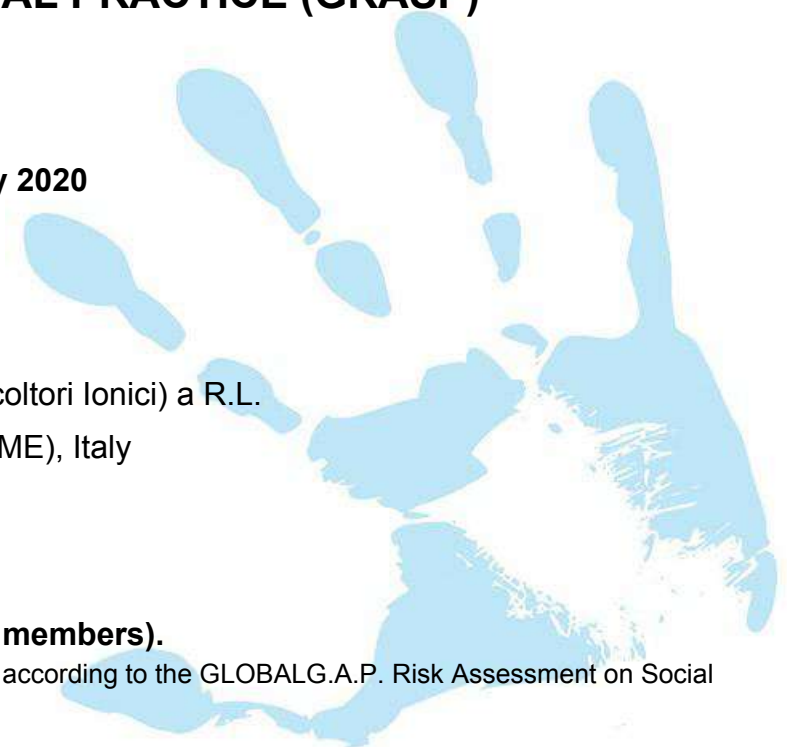 AL PRACTICE (GRASP)
y 2020
coltori Ionici) a R.L.
ME), Italy
members).
according to the GLOBALG.A.P. Risk Assessment on Social